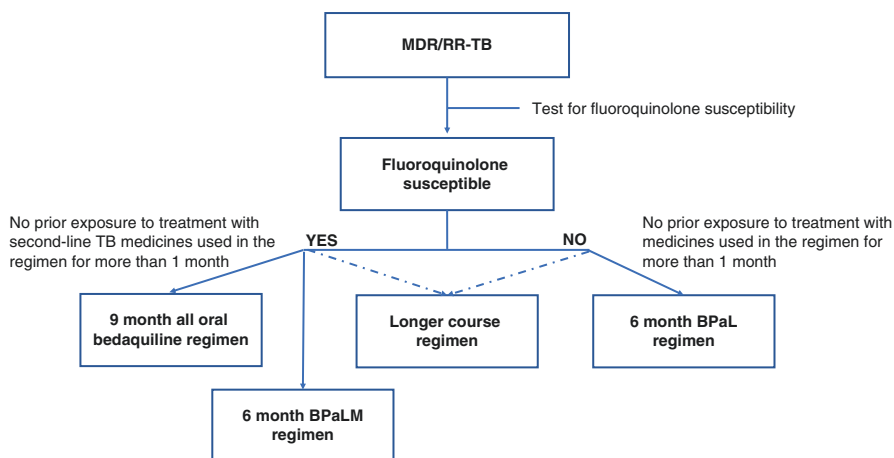 MDR/RR-TB
Test for fluoroquinolone susceptibility
Fluoroquinolone
susceptible
No prior exposure to treatment with
second-line TB medicines used in the
regimen for more than 1 month
YES
NO
No prior exposure to treatment with
medicines used in the regimen for
more than 1 month
9 month all oral
bedaquiline regimen
Longer course
regimen
6 month BPaL
regimen
6 month BPaLM
regimen